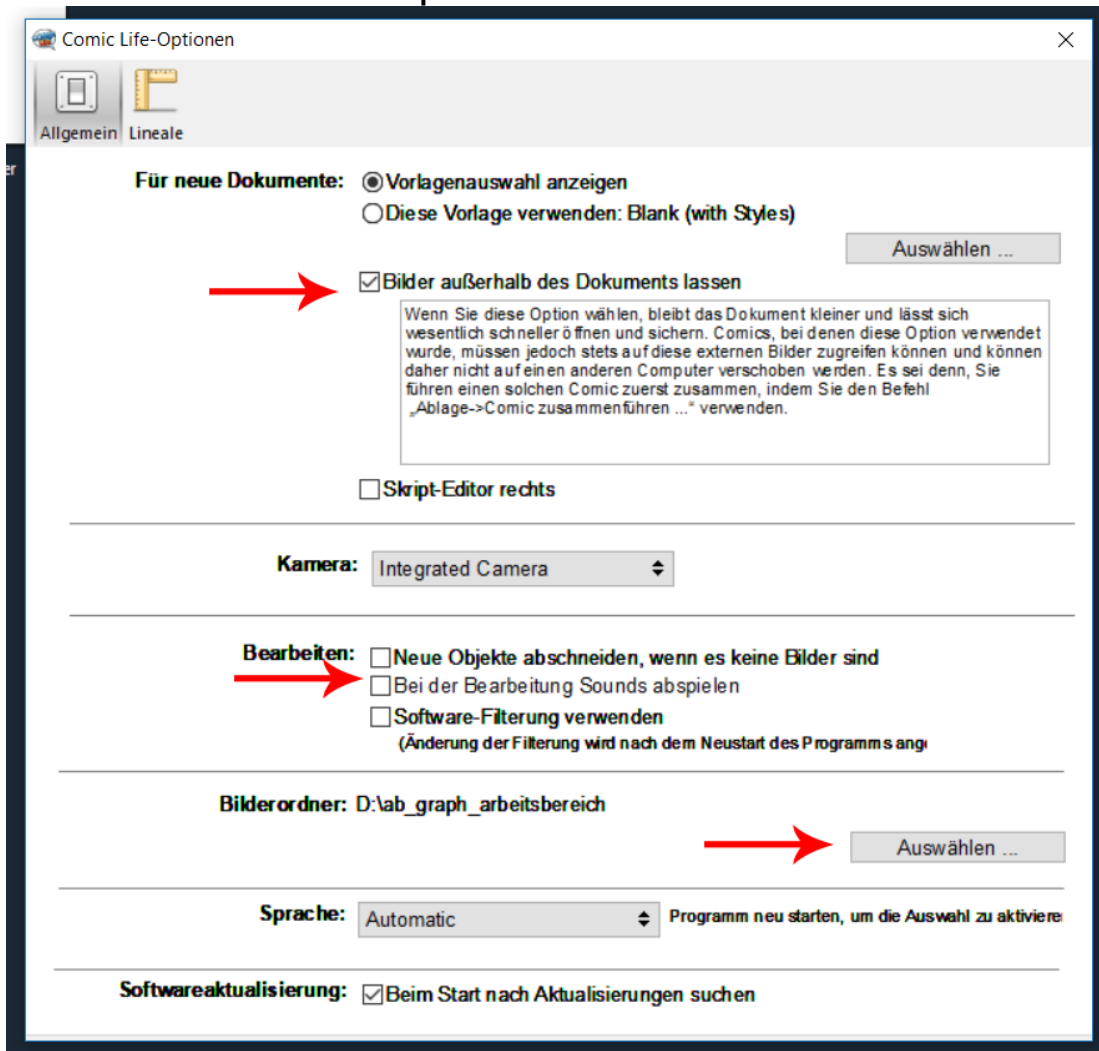 Comic Life-Optionen
Allgemein Lineale
er
Für neue Dokumente: Vorlagenauswahl anzeigen
Diese Vorlage verwenden: Blank (with Styles)
Auswählen ...
Bilder außerhalb des Dokuments lassen
Wenn Sie diese Option wählen, bleibt das Dokument kleiner und lässt sich
wesentlich schneller öffnen und sichern. Comics, bei denen diese Option verwendet
wurde, müssen jedoch stets auf diese externen Bilder zugreifen können und können
daher nicht auf einen anderen Computer verschoben werden. Es sei denn, Sie
führen einen solchen Comic zuerst zusammen, indem Sie den Befehl
„Ablage->Comic zusammenführen ...“ verwenden.
Skript-Editor rechts
Kamera: Integrated Camera
Bearbeiten: Neue Objekte abschneiden, wenn es keine Bilder sind
Bei der Bearbeitung Sounds abspielen
Software-Filterung verwenden
(Änderung der Filterung wird nach dem Neustart des Programms ang
Bilderordner: D:\ab_graph_arbeitsbereich
Auswählen ...
Sprache: Automatic Programm neu starten, um die Auswahl zu aktiviere
Softwareaktualisierung: Beim Start nach Aktualisierungen suchen